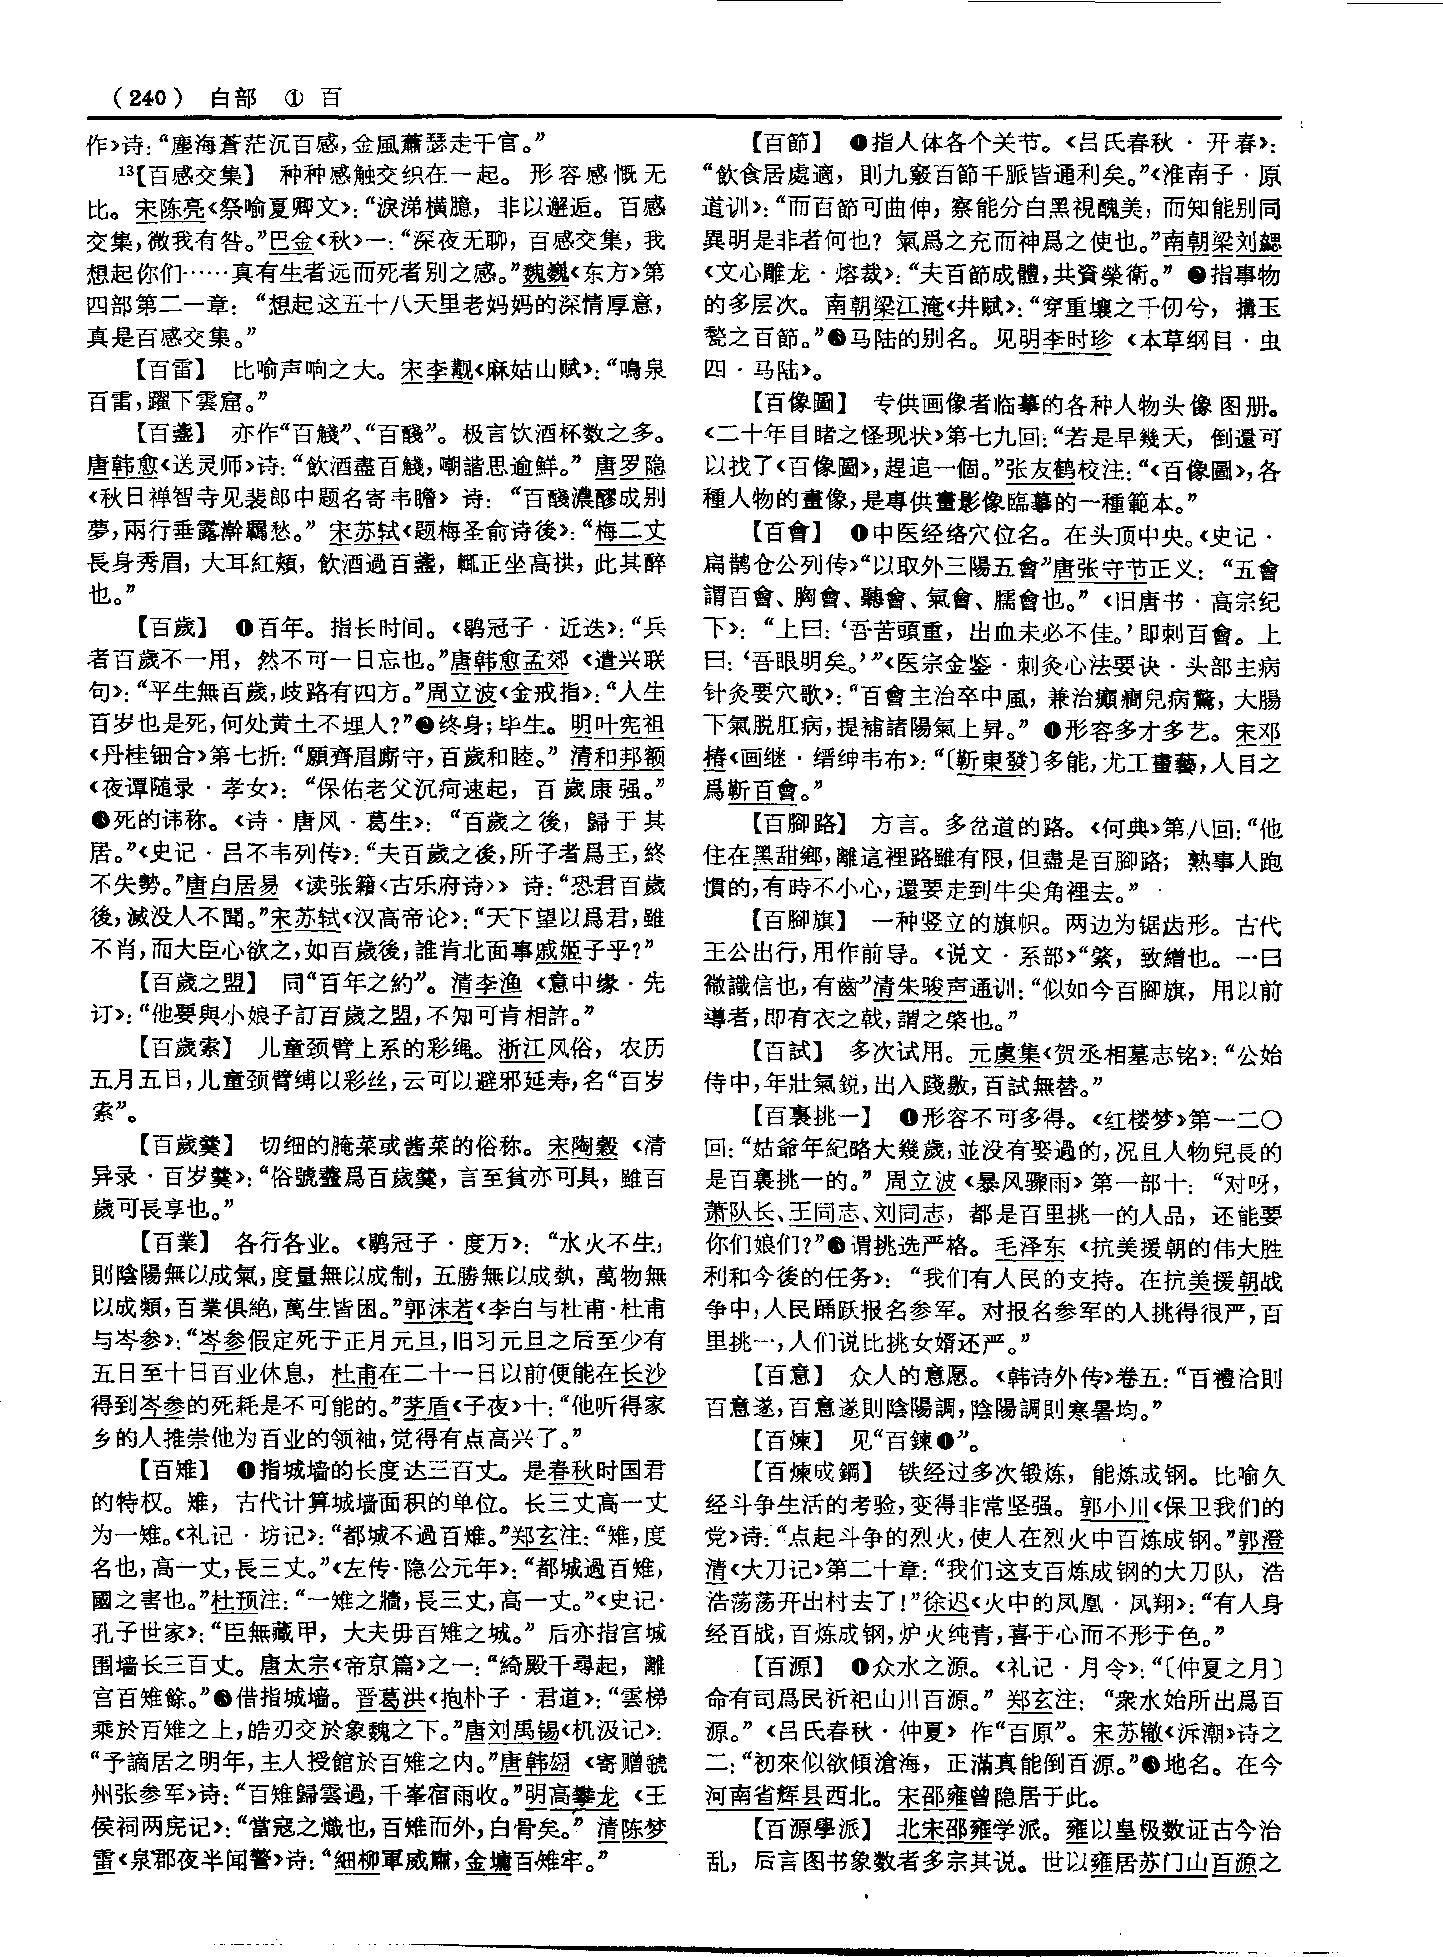 （240） 白部 ① 百
作》诗：“塵海蒼茫沉百感，金風蕭瑟走千官。”
13【百感交集】 种种感触交织在一起。形容感慨无
比。宋陈亮《祭喻夏卿文》：“淚涕横臆，非以邂逅。百感
交集，微我有咎。”巴金《秋》一：“深夜无聊，百感交集，我
想起你们……真有生者远而死者别之感。”魏巍《东方》第
四部第二一章：“想起这五十八天里老妈妈的深情厚意，
真是百感交集。”
【百雷】 比喻声响之大。宋李觏《麻姑山赋》：“鳴泉
百雷，躍下雲窟。”
【百盞】 亦作“百觥”、“百醆”。极言饮酒杯数之多。
唐韩愈《送灵师》诗：“飲酒盡百觥，嘲諧思逾鮮。”唐罗隐
《秋日禅智寺见裴郎中题名寄韦瞻》诗：“百醆濃醪成别
夢，兩行垂露澣羈愁。”宋苏轼《题梅圣俞诗後》：“梅二丈
長身秀眉，大耳紅頰，飲酒過百盞，輒正坐高拱，此其醉
也。”
【百歲】 ❶百年。指长时间。《鹖冠子·近迭》：“兵
者百歲不一用，然不可一日忘也。”唐韩愈孟郊《遣兴联
句》：“平生無百歲，歧路有四方。”周立波《金戒指》：“人生
百岁也是死，何处黄土不埋人？”❷终身；毕生。明叶宪祖
《丹桂钿合》第七折：“願齊眉廝守，百歲和睦。”清和邦额
《夜谭随录·孝女》：“保佑老父沉疴速起，百歲康强。”
❸死的讳称。《诗·唐风·葛生》：“百歲之後，歸于其
居。”《史记·吕不韦列传》：“夫百歲之後，所子者爲王，終
不失勢。”唐白居易《读张籍〈古乐府诗〉》诗：“恐君百歲
後，滅没人不聞。”宋苏轼《汉高帝论》：“天下望以爲君，雖
不肖，而大臣心欲之，如百歲後，誰肯北面事戚姬子乎？”
【百歲之盟】 同“百年之約”。清李渔《意中缘·先
订》：“他要與小娘子訂百歲之盟，不知可肯相許。”
【百歲索】 儿童颈臂上系的彩绳。浙江风俗，农历
五月五日，儿童颈臂缚以彩丝，云可以避邪延寿，名“百岁
索”。
【百歲羹】 切细的腌菜或酱菜的俗称。宋陶穀《清
异录·百岁羹》：“俗號虀爲百歲羹，言至貧亦可具，雖百
歲可長享也。”
【百業】 各行各业。《鹖冠子·度万》：“水火不生，
則陰陽無以成氣，度量無以成制，五勝無以成埶，萬物無
以成類，百業俱絶，萬生皆困。”郭沫若《李白与杜甫·杜甫
与岑参》：“岑参假定死于正月元旦，旧习元旦之后至少有
五日至十日百业休息，杜甫在二十一日以前便能在长沙
得到岑参的死耗是不可能的。”茅盾《子夜》十：“他听得家
乡的人推崇他为百业的领袖，觉得有点高兴了。”
【百雉】 ❶指城墙的长度达三百丈。是春秋时国君
的特权。雉，古代计算城墙面积的单位。长三丈高一丈
为一雉。《礼记·坊记》：“都城不過百雉。”郑玄注：“雉，度
名也，高一丈，長三丈。”《左传·隐公元年》：“都城過百雉，
國之害也。”杜预注：“一雉之牆，長三丈，高一丈。”《史记·
孔子世家》：“臣無藏甲，大夫毋百雉之城。”后亦指宫城
围墙长三百丈。唐太宗《帝京篇》之一：“綺殿千尋起，離
宫百雉餘。”❷借指城墙。晋葛洪《抱朴子·君道》：“雲梯
乘於百雉之上，皓刃交於象魏之下。”唐刘禹锡《机汲记》：
“予謫居之明年，主人授館於百雉之内。”唐韩翃《寄赠虢
州张参军》诗：“百雉歸雲過，千峯宿雨收。”明高攀龙《王
侯祠两庑记》：“當寇之熾也，百雉而外，白骨矣。”清陈梦
雷《泉郡夜半闻警》诗：“細柳軍威肅，金墉百雉牢。”
【百節】 ❶指人体各个关节。《吕氏春秋·开春》：
“飲食居處適，則九竅百節千脈皆通利矣。”《淮南子·原
道训》：“而百節可曲伸，察能分白黑視醜美，而知能别同
異明是非者何也？氣爲之充而神爲之使也。”南朝梁刘勰
《文心雕龙·熔裁》：“夫百節成體，共資榮衛。”❷指事物
的多层次。南朝梁江淹《井赋》：“穿重壤之千仞兮，搆玉
甃之百節。”❸马陆的别名。见明李时珍《本草纲目·虫
四·马陆》。
【百像圖】 专供画像者临摹的各种人物头像图册。
《二十年目睹之怪现状》第七九回：“若是早幾天，倒還可
以找了《百像圖》，趕追一個。”张友鹤校注：“《百像圖》，各
種人物的畫像，是專供畫影像臨摹的一種範本。”
【百會】 ❶中医经络穴位名。在头顶中央。《史记·
扁鹊仓公列传》“以取外三陽五會”唐张守节正义：“五會
謂百會、胸會、聽會、氣會、臑會也。”《旧唐书·高宗纪
下》：“上曰：‘吾苦頭重，出血未必不佳。’即刺百會。上
曰：‘吾眼明矣。’”《医宗金鉴·刺灸心法要诀·头部主病
针灸要穴歌》：“百會主治卒中風，兼治癲癇兒病驚，大腸
下氣脱肛病，提補諸陽氣上昇。”❶形容多才多艺。宋邓
椿《画继·缙绅韦布》：“〔靳東發〕多能，尤工畫藝，人目之
爲靳百會。”
【百腳路】 方言。多岔道的路。《何典》第八回：“他
住在黑甜鄉，離這裡路雖有限，但盡是百腳路；熟事人跑
慣的，有時不小心，還要走到牛尖角裡去。”
【百腳旗】 一种竖立的旗帜。两边为锯齿形。古代
王公出行，用作前导。《说文·系部》“綮，致繒也。一曰
徽識信也，有齒”清朱骏声通训：“似如今百腳旗，用以前
導者，即有衣之戟，謂之棨也。”
【百試】 多次试用。元虞集《贺丞相墓志铭》：“公始
侍中，年壯氣鋭，出入踐敭，百試無替。”
【百裏挑一】 ❶形容不可多得。《红楼梦》第一二〇
回：“姑爺年紀略大幾歲，並没有娶過的，况且人物兒長的
是百裏挑一的。”周立波《暴风骤雨》第一部十：“对呀，
萧队长、王同志、刘同志，都是百里挑一的人品，还能要
你们娘们？”❷谓挑选严格。毛泽东《抗美援朝的伟大胜
利和今後的任务》：“我们有人民的支持。在抗美援朝战
争中，人民踊跃报名参军。对报名参军的人挑得很严，百
里挑一，人们说比挑女婿还严。”
【百意】 众人的意愿。《韩诗外传》卷五：“百禮洽則
百意遂，百意遂則陰陽調，陰陽調則寒暑均。”
【百煉】 见“百鍊❶”。
【百煉成鋼】 铁经过多次锻炼，能炼成钢。比喻久
经斗争生活的考验，变得非常坚强。郭小川《保卫我们的
党》诗：“点起斗争的烈火，使人在烈火中百炼成钢。”郭澄
清《大刀记》第二十章：“我们这支百炼成钢的大刀队，浩
浩荡荡开出村去了！”徐迟《火中的凤凰·凤翔》：“有人身
经百战，百炼成钢，炉火纯青，喜于心而不形于色。”
【百源】 ❶众水之源。《礼记·月令》：“〔仲夏之月〕
命有司爲民祈祀山川百源。”郑玄注：“衆水始所出爲百
源。”《吕氏春秋·仲夏》作“百原”。宋苏辙《泝潮》诗之
二：“初來似欲傾滄海，正滿真能倒百源。”❷地名。在今
河南省辉县西北。宋邵雍曾隐居于此。
【百源學派】 北宋邵雍学派。雍以皇极数证古今治
乱，后言图书象数者多宗其说。世以雍居苏门山百源之